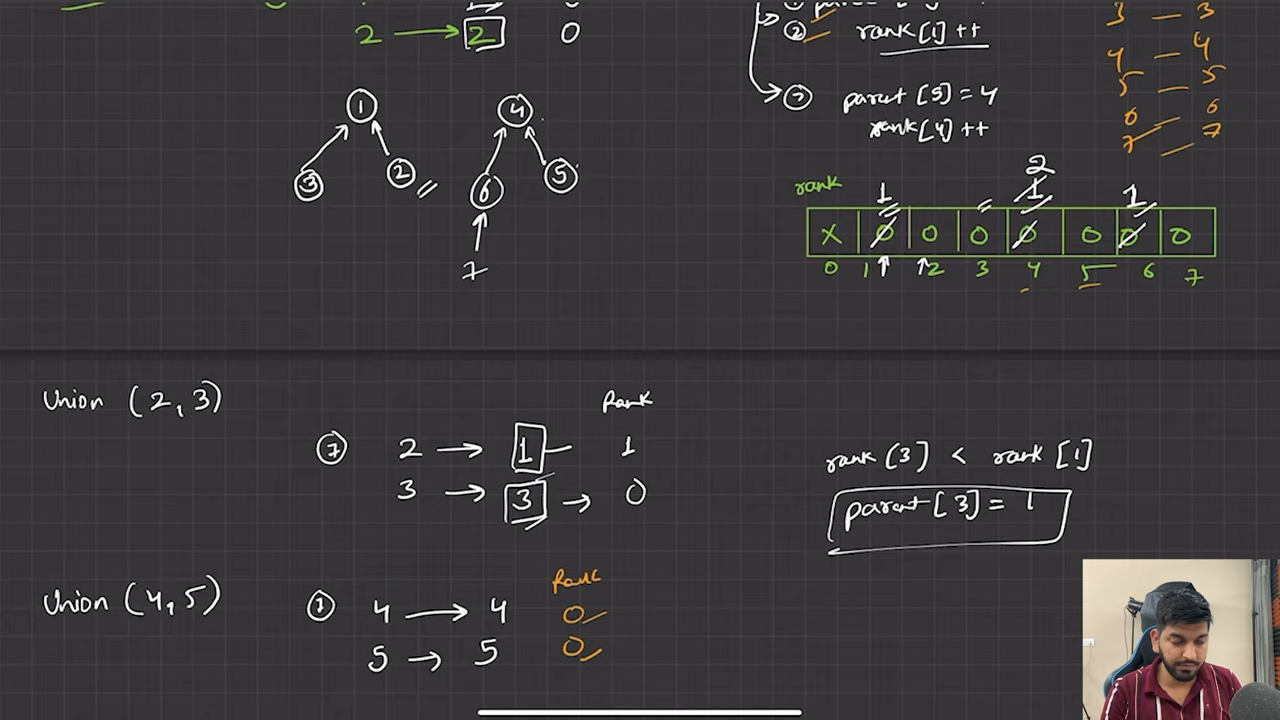 2 → 2 0
② rank[1]++
→ parent[5]=4
rank[4]++
3 — 3
4 — 4
5 — 5
6 — 6
7 — 7
1
3 2
4
6 5
7
rank
1 2 1
1
X 0 0 0 0 0 0 0
0 1 2 3 4 5 6 7
Union (2,3)
Rank
⑦ 2 → 1 — 1
3 → 3 → 0
rank[3] < rank[1]
parent[3] = 1
Union (4,5)
Rank
① 4 → 4 0
5 → 5 0